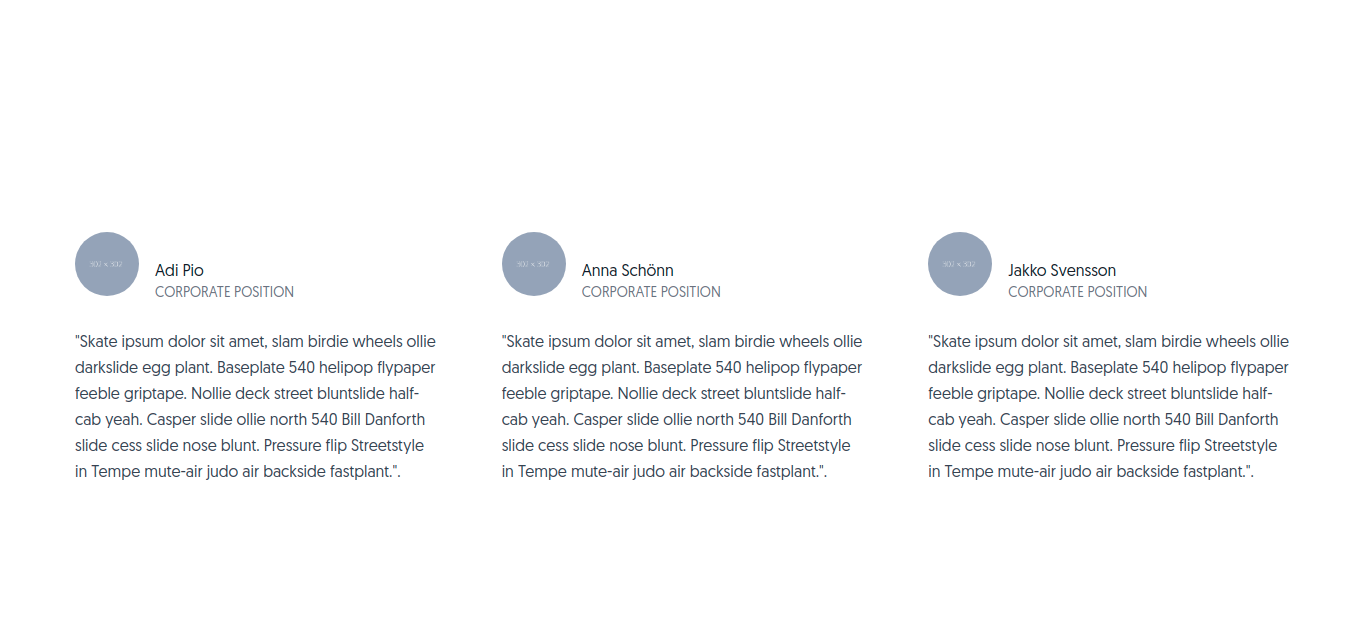 302 x 302
Adi Pio
CORPORATE POSITION
"Skate ipsum dolor sit amet, slam birdie wheels ollie
darkslide egg plant. Baseplate 540 helipop flypaper
feeble griptape. Nollie deck street bluntslide half-
cab yeah. Casper slide ollie north 540 Bill Danforth
slide cess slide nose blunt. Pressure flip Streetstyle
in Tempe mute-air judo air backside fastplant.".
302 x 302
Anna Schönn
CORPORATE POSITION
"Skate ipsum dolor sit amet, slam birdie wheels ollie
darkslide egg plant. Baseplate 540 helipop flypaper
feeble griptape. Nollie deck street bluntslide half-
cab yeah. Casper slide ollie north 540 Bill Danforth
slide cess slide nose blunt. Pressure flip Streetstyle
in Tempe mute-air judo air backside fastplant.".
302 x 302
Jakko Svensson
CORPORATE POSITION
"Skate ipsum dolor sit amet, slam birdie wheels ollie
darkslide egg plant. Baseplate 540 helipop flypaper
feeble griptape. Nollie deck street bluntslide half-
cab yeah. Casper slide ollie north 540 Bill Danforth
slide cess slide nose blunt. Pressure flip Streetstyle
in Tempe mute-air judo air backside fastplant.".